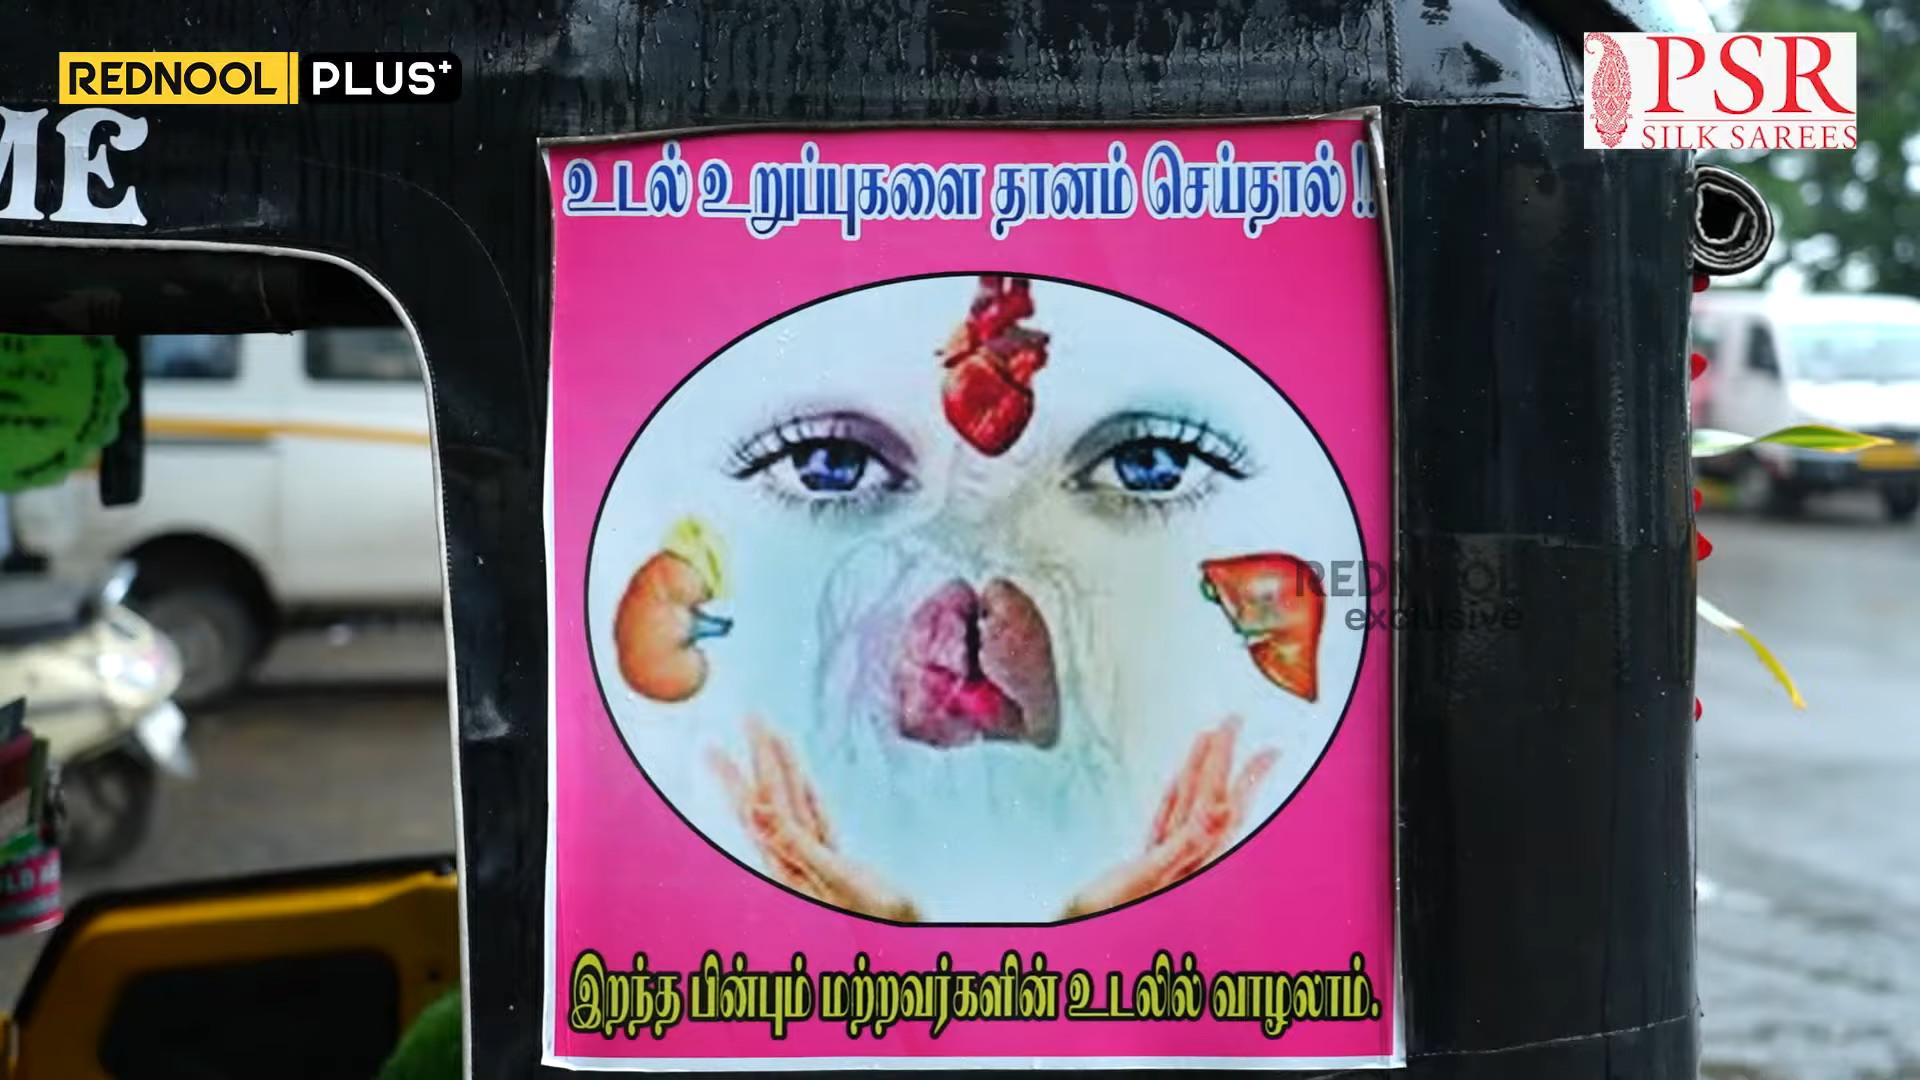 REDNOOL PLUS+
PSR
SILK SAREES
ME
உடல் உறுப்புகளை தானம் செய்தால் !!
REDNOOL
exclusive
இறந்த பின்பும் மற்றவர்களின் உடலில் வாழலாம்.